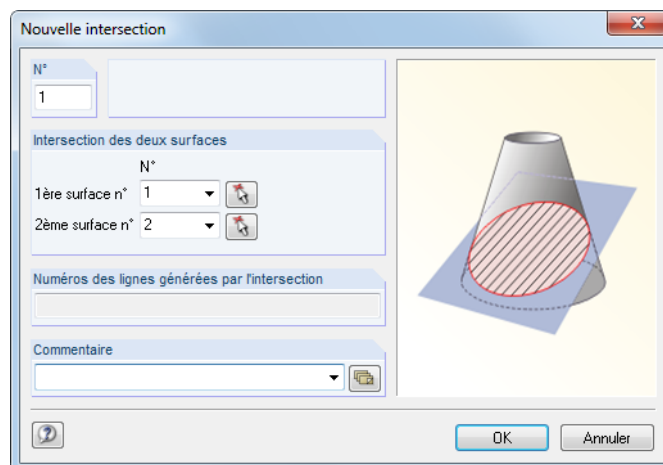 Nouvelle intersection
N°
1
Intersection des deux surfaces
N°
1ère surface n° 1
2ème surface n° 2
Numéros des lignes générées par l'intersection
Commentaire
OK Annuler